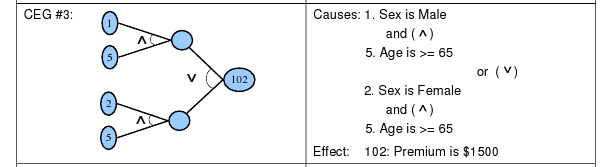 CEG #3:
1
^
5
v
102
2
^
5
Causes: 1. Sex is Male
and ( ^ )
5. Age is >= 65
or ( v )
2. Sex is Female
and ( ^ )
5. Age is >= 65
Effect: 102: Premium is $1500